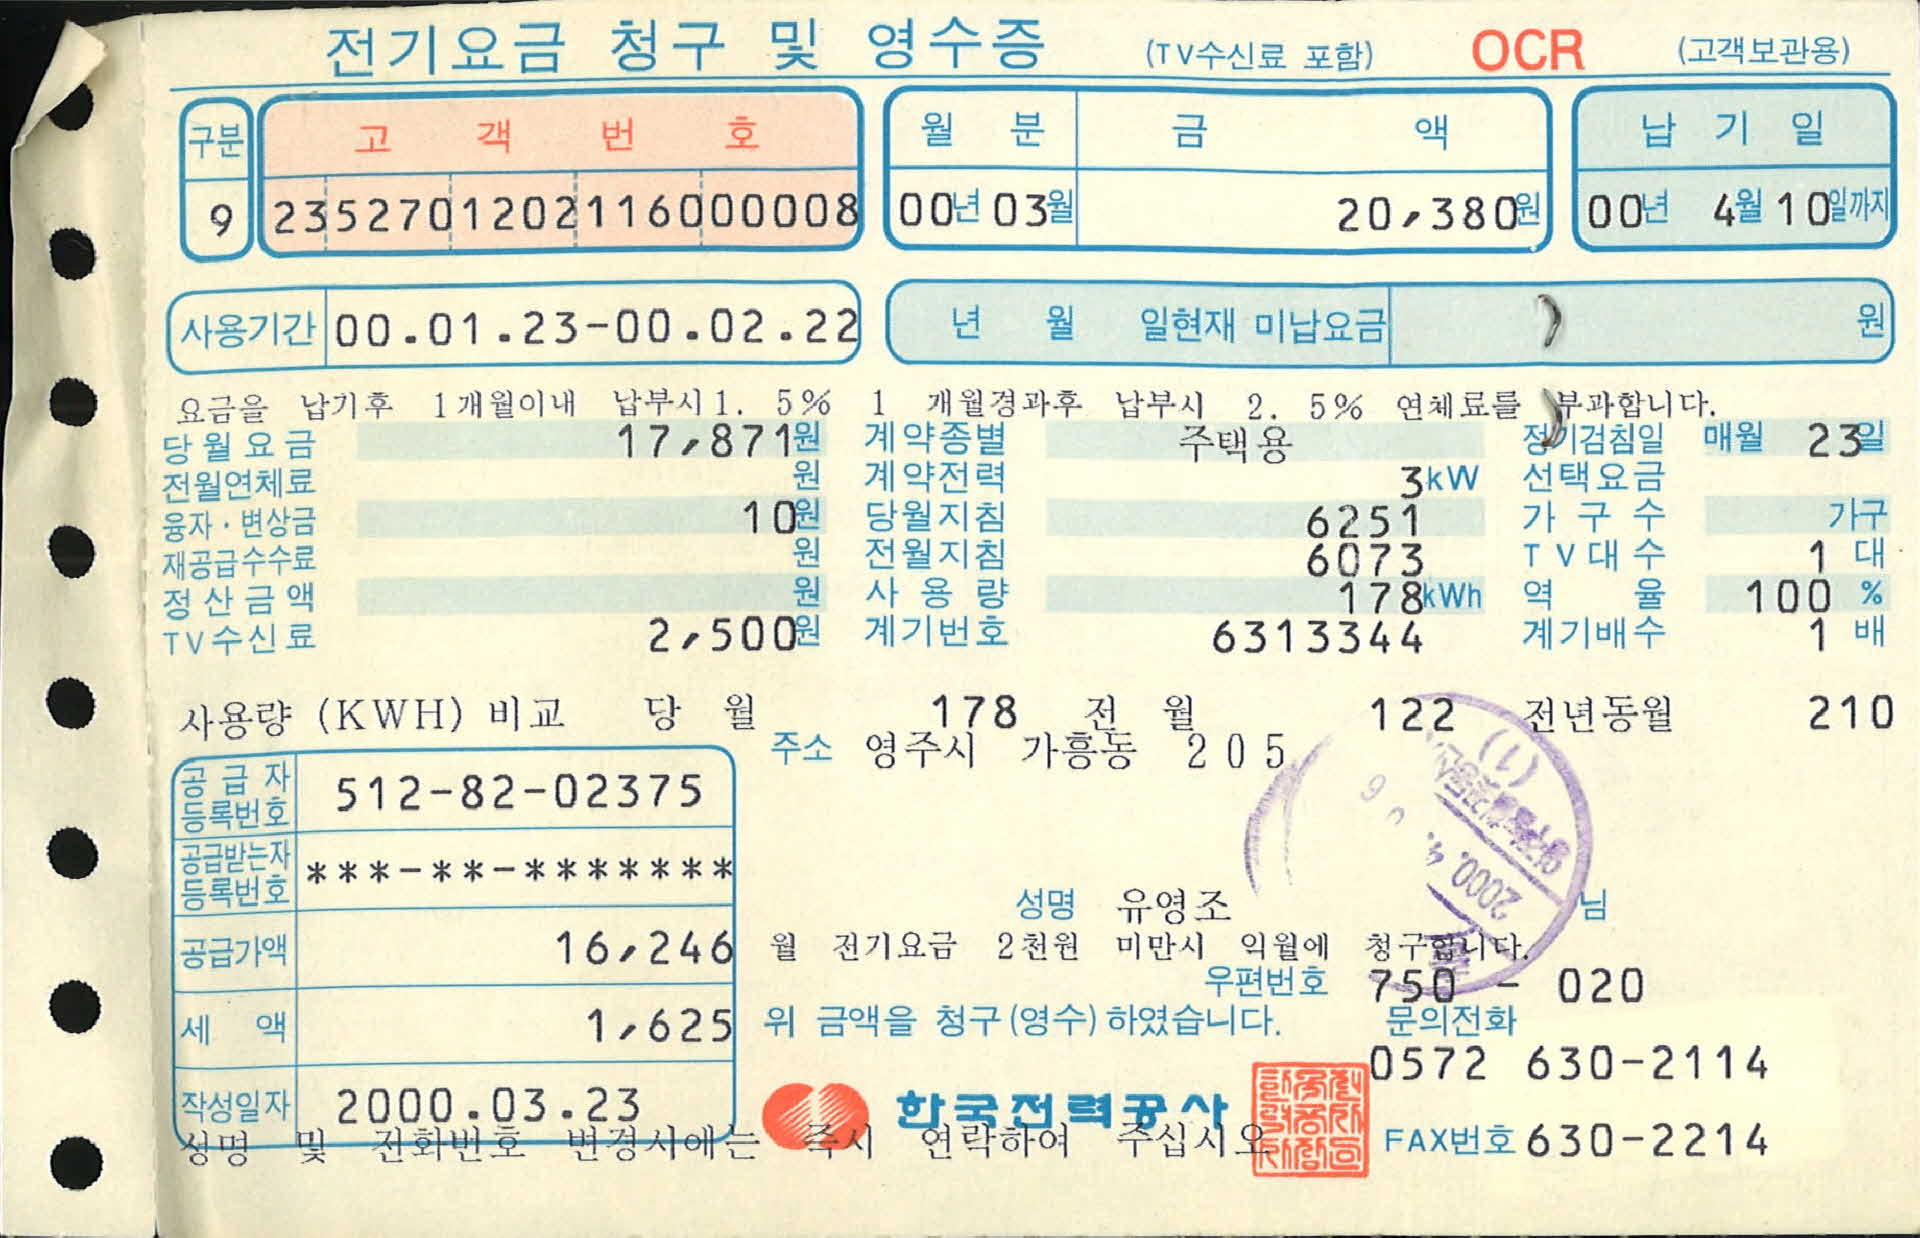 전기요금 청구 및 영수증 (TV수신료 포함) OCR (고객보관용)
구분 고객번호 월분 금액 납기일
9 23 5270 1202 1160 00008 00년 03월 20,380원 00년 4월 10일까지
사용기간 00.01.23-00.02.22 년 월 일현재 미납요금 원
요금을 납기후 1개월이내 납부시1. 5% 1 개월경과후 납부시 2. 5% 연체료를 부과합니다.
당월요금 17,871원 계약종별 주택용 정기검침일 매월 23일
전월연체료 원 계약전력 3kW 선택요금
융자·변상금 10원 당월지침 6251 가구수 가구
재공급수수료 원 전월지침 6073 TV대수 1 대
정산금액 원 사용량 178kWh 역율 100 %
TV수신료 2,500원 계기번호 6313344 계기배수 1 배
사용량 (KWH) 비교 당월 178 전월 122 전년동월 210
주소 영주시 가흥동 205
공급자 등록번호 512-82-02375
공급받는자 등록번호 ***-**-*******
(1)
2000. 4.
성명 유영조 님
공급가액 16,246 월 전기요금 2천원 미만시 익월에 청구합니다.
우편번호 750 - 020
세액 1,625 위 금액을 청구(영수)하였습니다. 문의전화
0572 630-2114
작성일자 2000.03.23 한국전력공사
성명 및 전화번호 변경시에는 즉시 연락하여 주십시오 FAX번호 630-2214